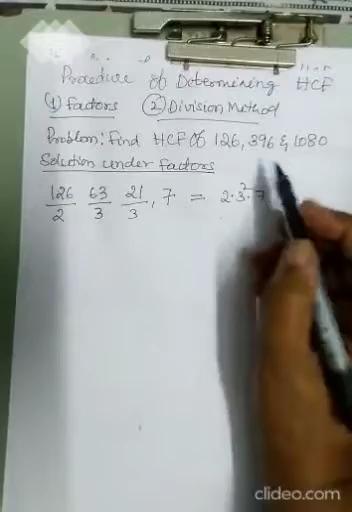 Procedure of Determining HCF
① Factors ② Division Method
Problem: Find HCF of 126, 396 & 1080
Solution under factors
126/2 63/3 21/3, 7 = 2·3²·7
clideo.com